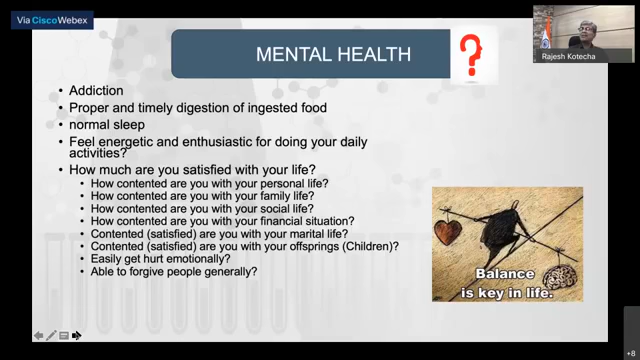 Via Cisco Webex
MENTAL HEALTH
Rajesh Kotecha
• Addiction
• Proper and timely digestion of ingested food
• normal sleep
• Feel energetic and enthusiastic for doing your daily
activities?
• How much are you satisfied with your life?
• How contented are you with your personal life?
• How contented are you with your family life?
• How contented are you with your social life?
• How contented are you with your financial situation?
• Contented (satisfied) are you with your marital life?
• Contented (satisfied) are you with your offsprings (Children)?
• Easily get hurt emotionally?
• Able to forgive people generally?
Balance
is key in life.
+8